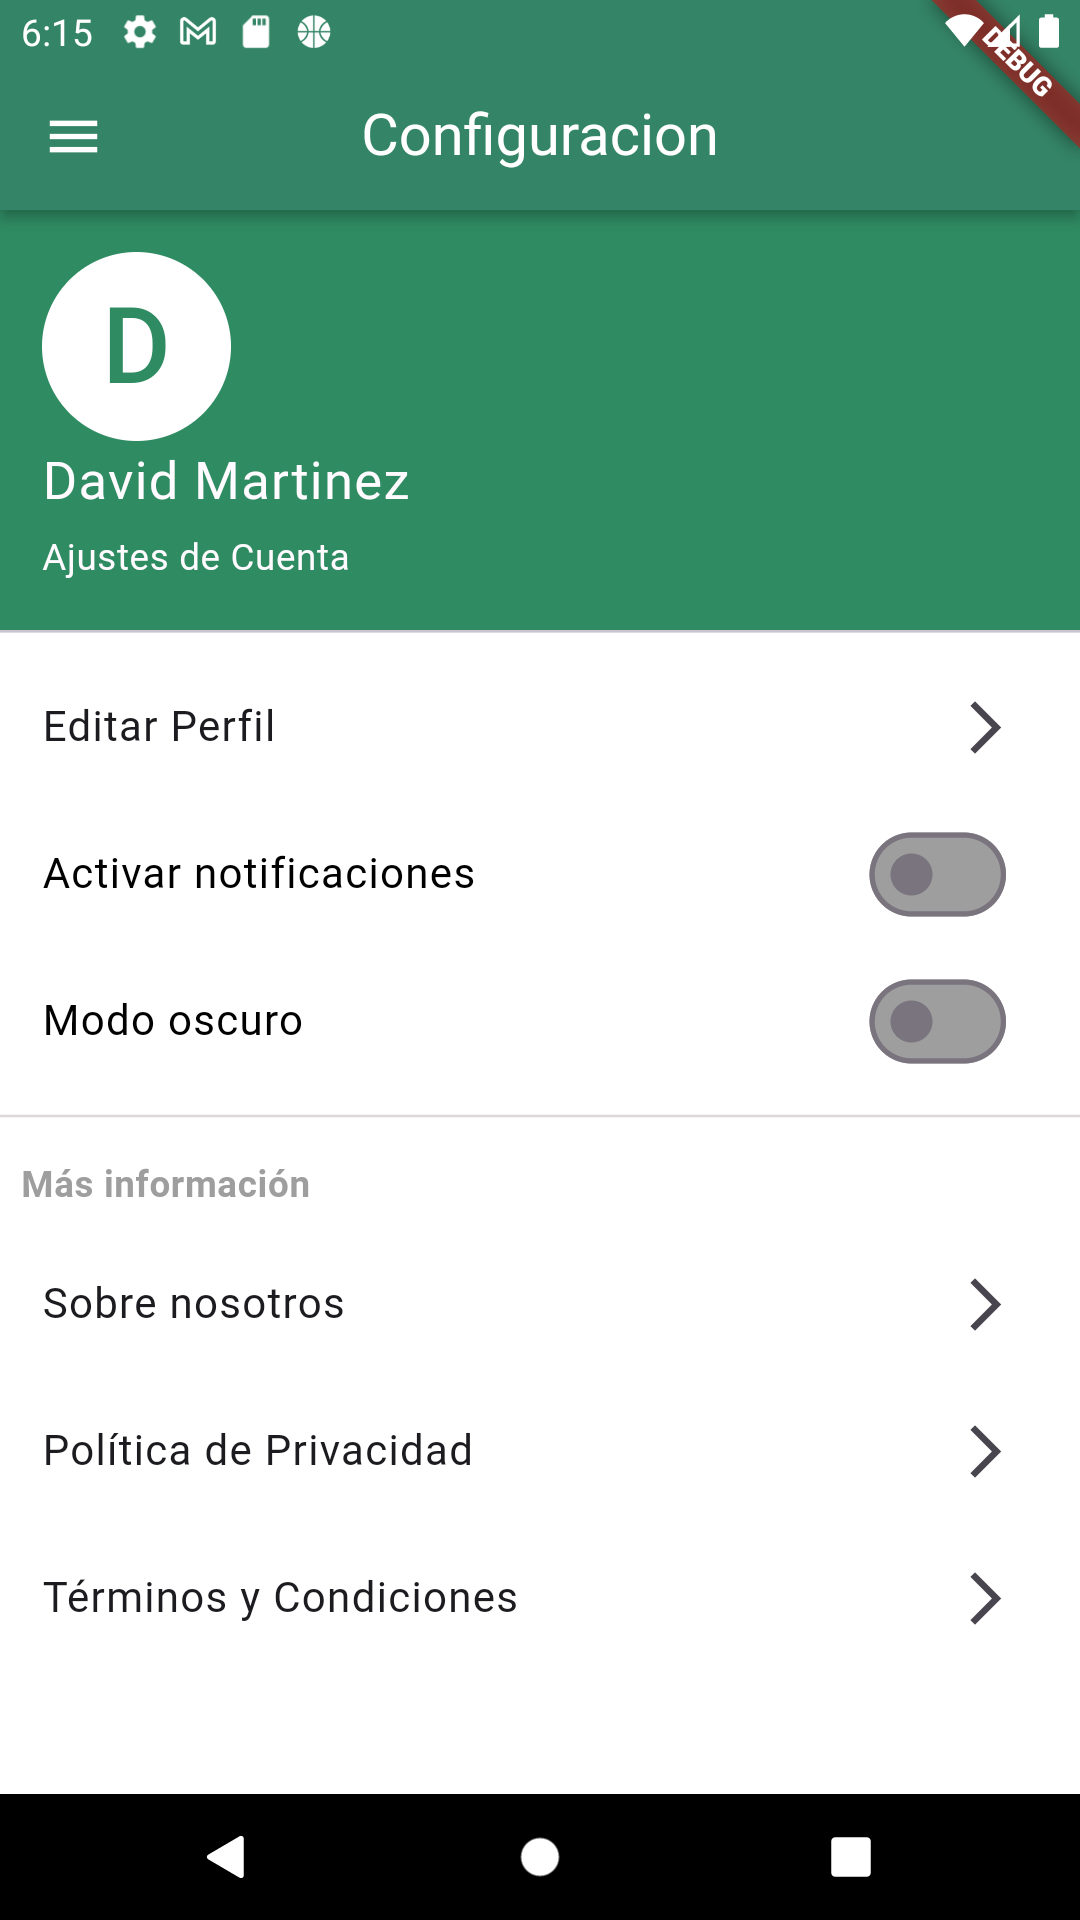 6:15
DEBUG
Configuracion
D
David Martinez
Ajustes de Cuenta
Editar Perfil
Activar notificaciones
Modo oscuro
Más información
Sobre nosotros
Política de Privacidad
Términos y Condiciones